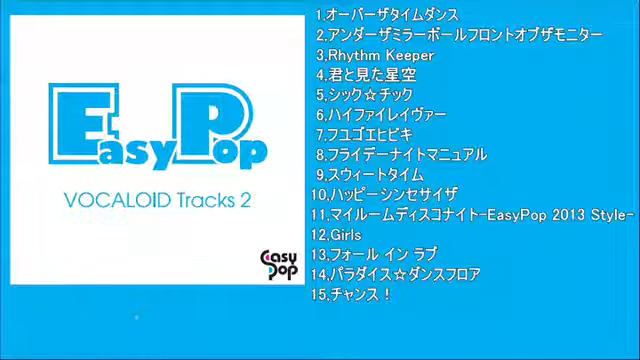 EasyPop
VOCALOID Tracks 2
Easy
Pop
1,オーバーザタイムダンス
2,アンダーザミラーボールフロントオブザモニター
3,Rhythm Keeper
4,君と見た星空
5,シック☆チック
6,ハイファイレイヴァー
7,フユゴエヒビキ
8,フライデーナイトマニュアル
9,スウィートタイム
10,ハッピーシンセサイザ
11,マイルームディスコナイト-EasyPop 2013 Style-
12,Girls
13,フォール イン ラブ
14,パラダイス☆ダンスフロア
15,チャンス！